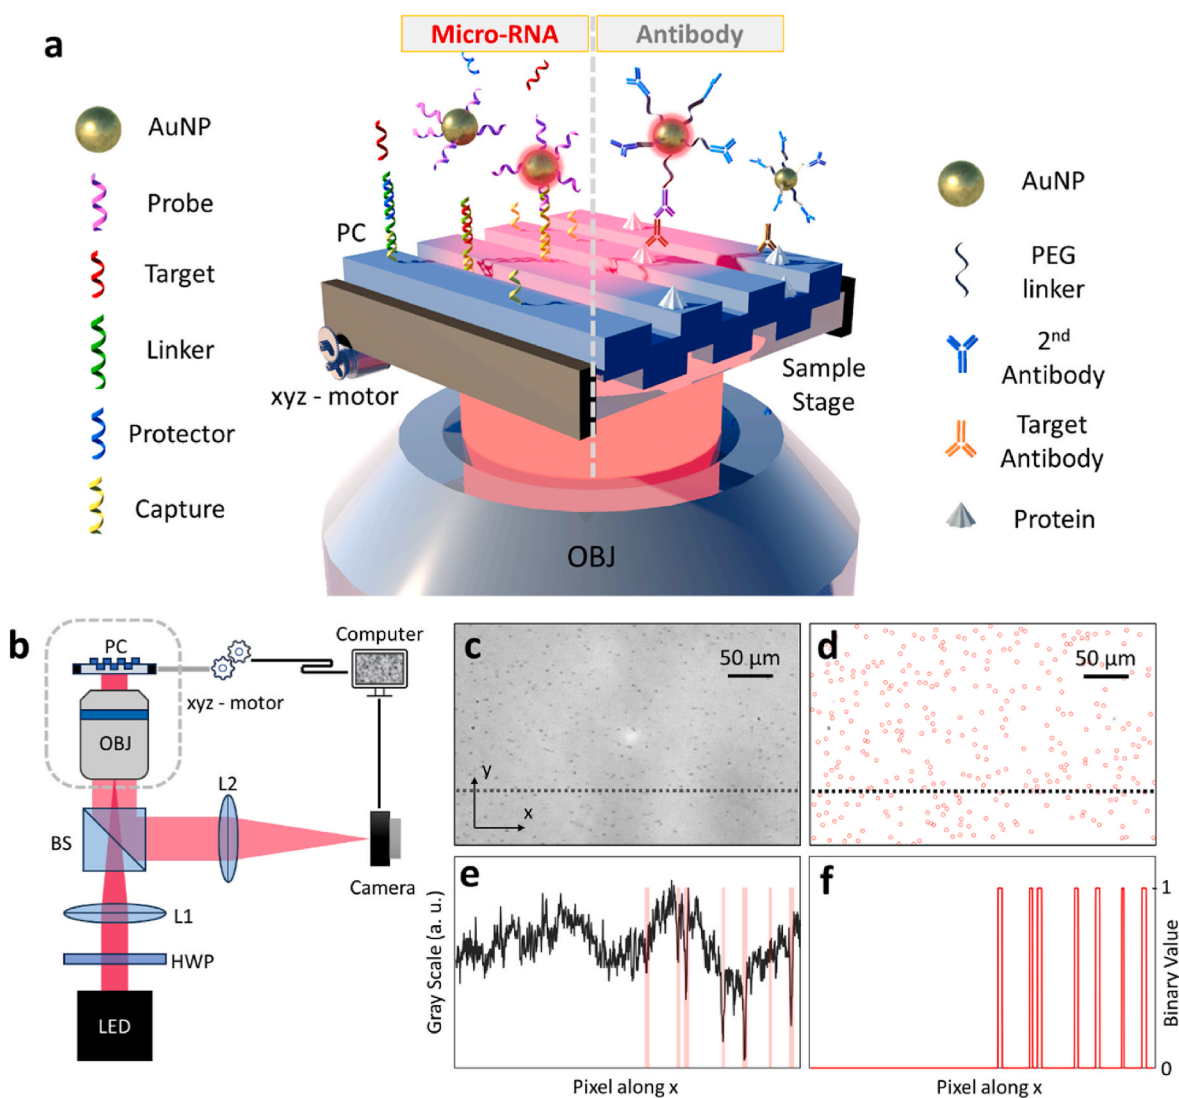 a
Micro-RNA
Antibody
AuNP
Probe
Target
Linker
Protector
Capture
PC
xyz - motor
OBJ
Sample
Stage
AuNP
PEG
linker
2nd
Antibody
Target
Antibody
Protein
b
PC
OBJ
xyz - motor
Computer
L2
BS
Camera
L1
HWP
LED
c
50 μm
y
x
d
50 μm
e
Gray Scale (a. u.)
Pixel along x
f
1
0
Binary Value
Pixel along x